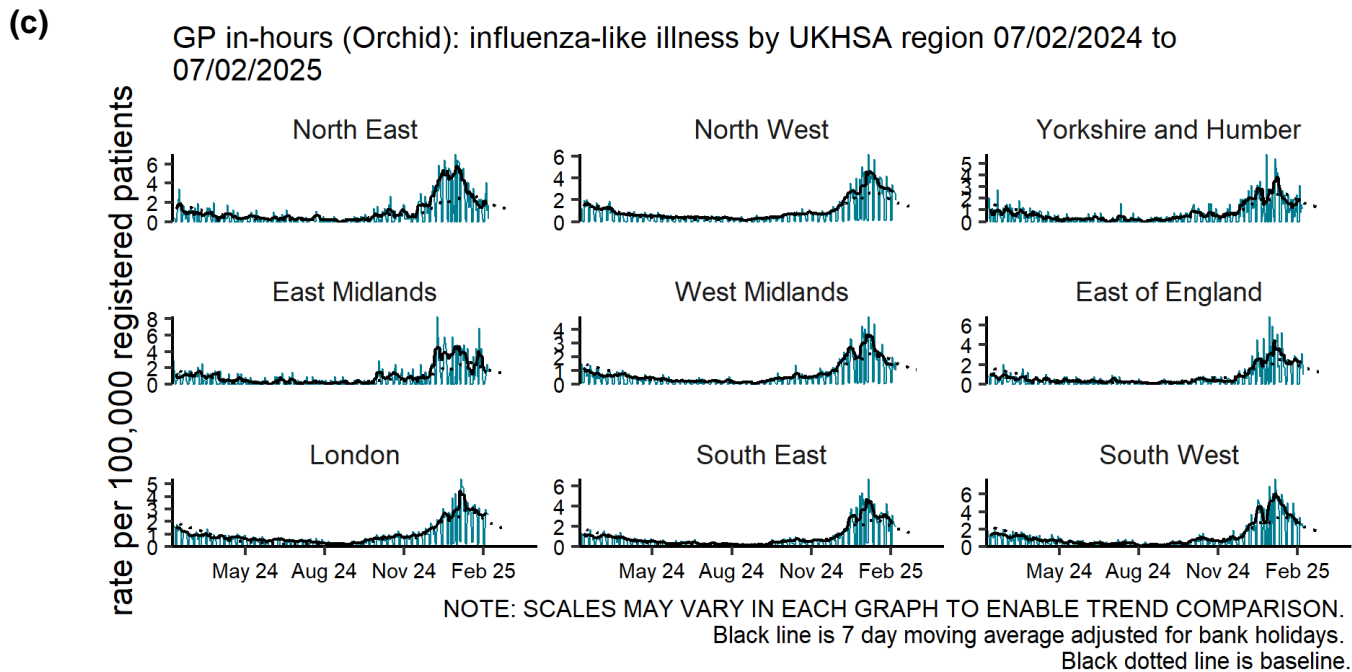 (c)
GP in-hours (Orchid): influenza-like illness by UKHSA region 07/02/2024 to
07/02/2025
rate per 100,000 registered patients
North East
6
4
2
0
North West
6
4
2
0
Yorkshire and Humber
5
4
3
2
1
0
East Midlands
8
6
4
2
0
West Midlands
4
3
2
1
0
East of England
6
4
2
0
London
5
4
3
2
1
0
South East
6
4
2
0
South West
6
4
2
0
May 24 Aug 24 Nov 24 Feb 25
May 24 Aug 24 Nov 24 Feb 25
May 24 Aug 24 Nov 24 Feb 25
NOTE: SCALES MAY VARY IN EACH GRAPH TO ENABLE TREND COMPARISON.
Black line is 7 day moving average adjusted for bank holidays.
Black dotted line is baseline.